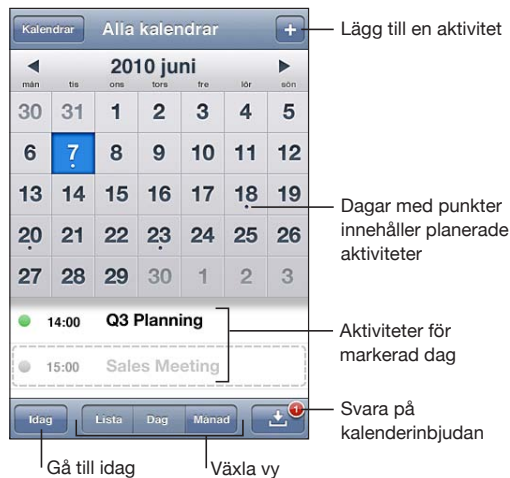 Kalendrar Alla kalendrar +
Lägg till en aktivitet
2010 juni
mån tis ons tors fre lör sön
30 31 1 2 3 4 5
6 7 8 9 10 11 12
13 14 15 16 17 18 19
20 21 22 23 24 25 26
27 28 29 30 1 2 3
Dagar med punkter
innehåller planerade
aktiviteter
14:00 Q3 Planning
15:00 Sales Meeting
Aktiviteter för
markerad dag
Idag Lista Dag Månad 1
Svara på
kalenderinbjudan
Gå till idag
Växla vy